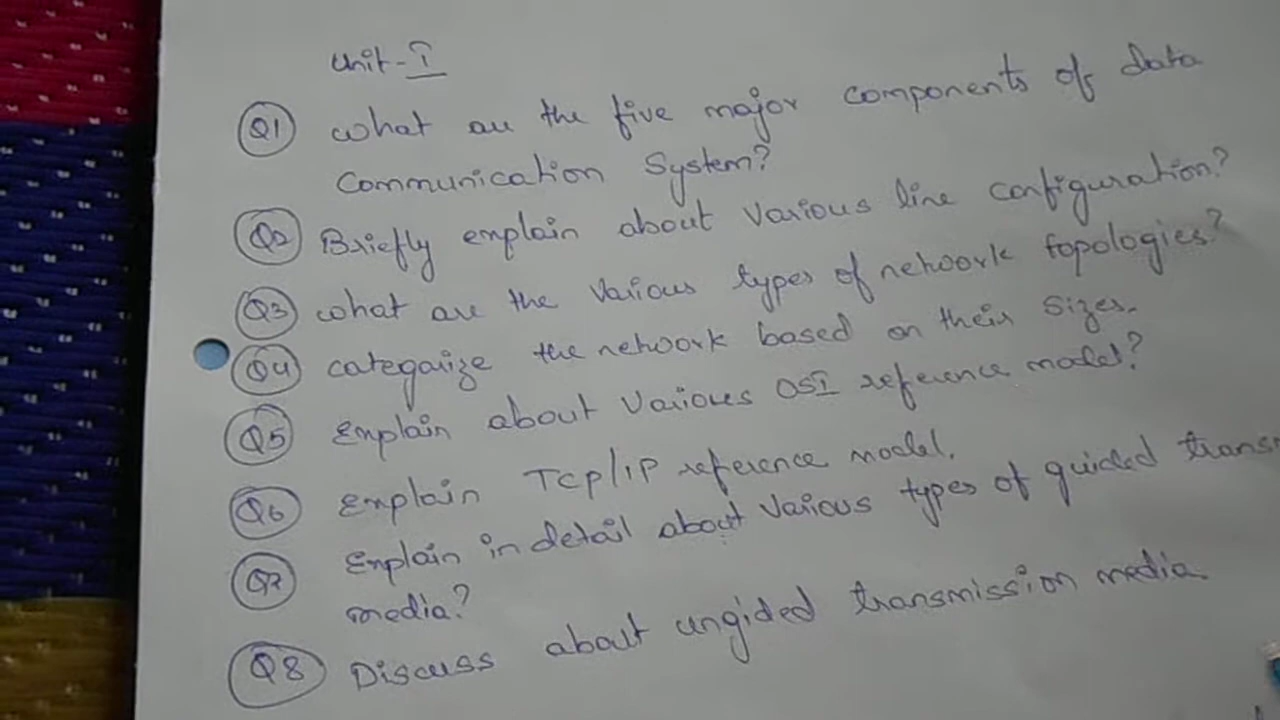 Unit-I
Q1 What are the five major components of data
Communication System?
Q2 Briefly explain about various line configuration?
Q3 what are the various types of network topologies?
Q4 categorize the network based on their sizes.
Q5 Explain about various OSI reference model?
Q6 Explain TCP/IP reference model.
Q7 Explain in detail about various types of guided trans
media?
Q8 Discuss about ungided transmission media.